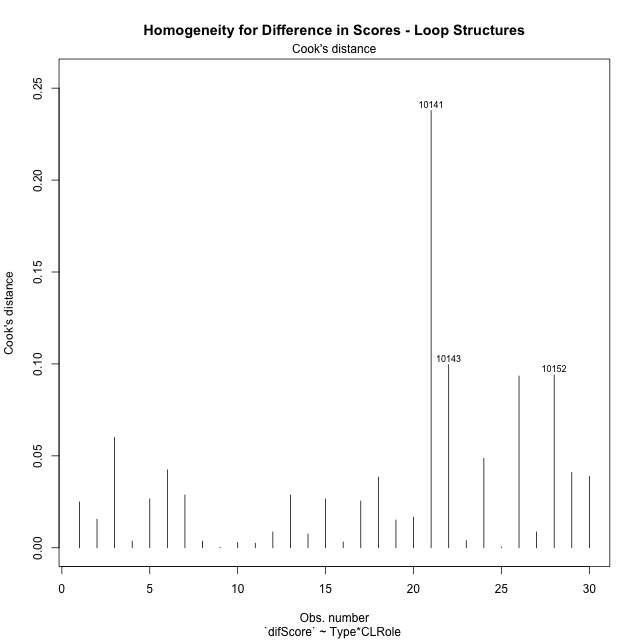 Homogeneity for Difference in Scores - Loop Structures
Cook's distance
0.25
0.20
0.15
0.10
0.05
0.00
Cook's distance
10141
10143
10152
0 5 10 15 20 25 30
Obs. number
`difScore` ~ Type*CLRole